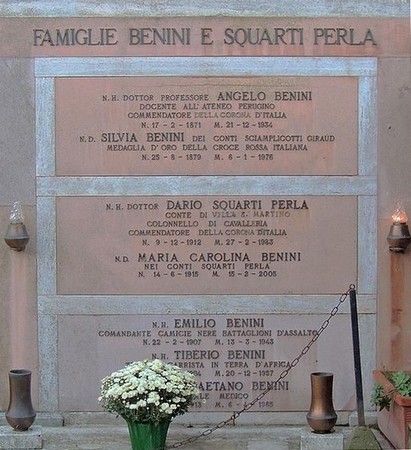 FAMIGLIE BENINI E SQUARTI PERLA
N.H. DOTTOR PROFESSORE ANGELO BENINI
DOCENTE ALL'ATENEO PERUGINO
COMMENDATORE DELLA CORONA D'ITALIA
N. 17-2-1871 M. 21-12-1934
N.D. SILVIA BENINI DEI CONTI SCIAMPLICOTTI GIRAUD
MEDAGLIA D'ORO DELLA CROCE ROSSA ITALIANA
N. 25-8-1879 M. 6-1-1976
N.H. DOTTOR DARIO SQUARTI PERLA
CONTE DI VILLA S. MARTINO
COLONNELLO DI CAVALLERIA
COMMENDATORE DELLA CORONA D'ITALIA
N. 9-12-1912 M. 27-2-1983
N.D. MARIA CAROLINA BENINI
NEI CONTI SQUARTI PERLA
N. 14-6-1915 M. 15-2-2005
N.H. EMILIO BENINI
COMANDANTE CAMICIE NERE BATTAGLIONI D'ASSALTO
N. 22-2-1907 M. 13-3-1943
N.H. TIBERIO BENINI
IN TERRA D'AFRICA
M. 20-12-1957
GAETANO BENINI
MEDICO